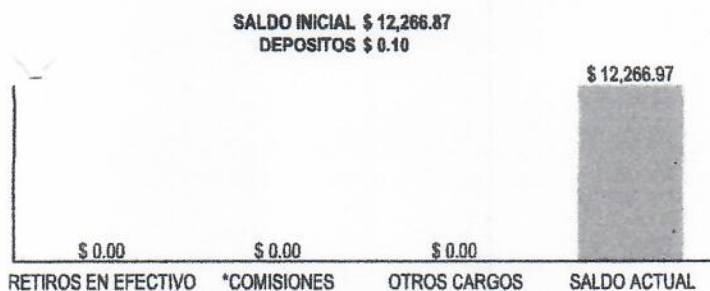 SALDO INICIAL $ 12,266.87
DEPOSITOS $ 0.10
$ 12,266.97
$ 0.00 $ 0.00 $ 0.00
RETIROS EN EFECTIVO *COMISIONES OTROS CARGOS SALDO ACTUAL